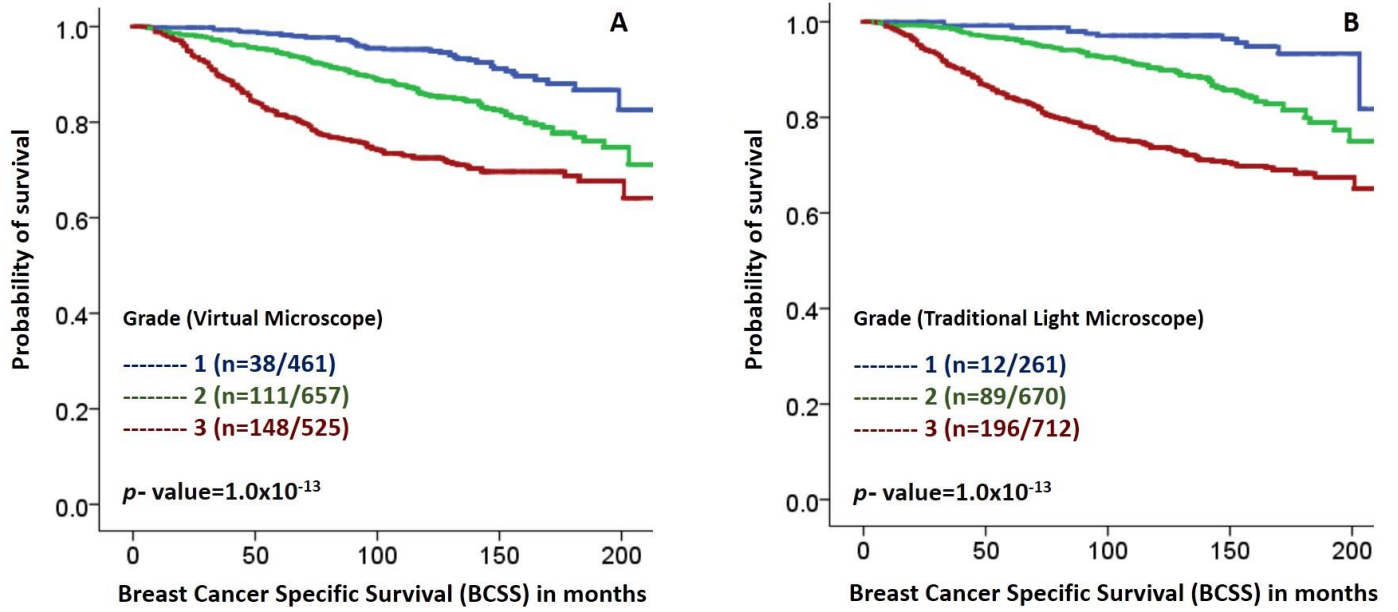 A
1.0
0.8
0.6
0.4
0.2
0.0
Probability of survival
Grade (Virtual Microscope)
-------- 1 (n=38/461)
-------- 2 (n=111/657)
-------- 3 (n=148/525)
p- value=1.0x10⁻¹³
0 50 100 150 200
Breast Cancer Specific Survival (BCSS) in months
B
1.0
0.8
0.6
0.4
0.2
0.0
Probability of survival
Grade (Traditional Light Microscope)
-------- 1 (n=12/261)
-------- 2 (n=89/670)
-------- 3 (n=196/712)
p- value=1.0x10⁻¹³
0 50 100 150 200
Breast Cancer Specific Survival (BCSS) in months